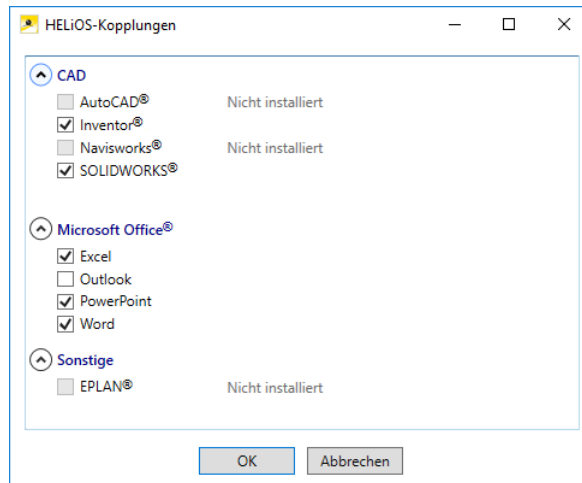 HELiOS-Kopplungen
CAD
AutoCAD® Nicht installiert
Inventor®
Navisworks® Nicht installiert
SOLIDWORKS®
Microsoft Office®
Excel
Outlook
PowerPoint
Word
Sonstige
EPLAN® Nicht installiert
OK Abbrechen